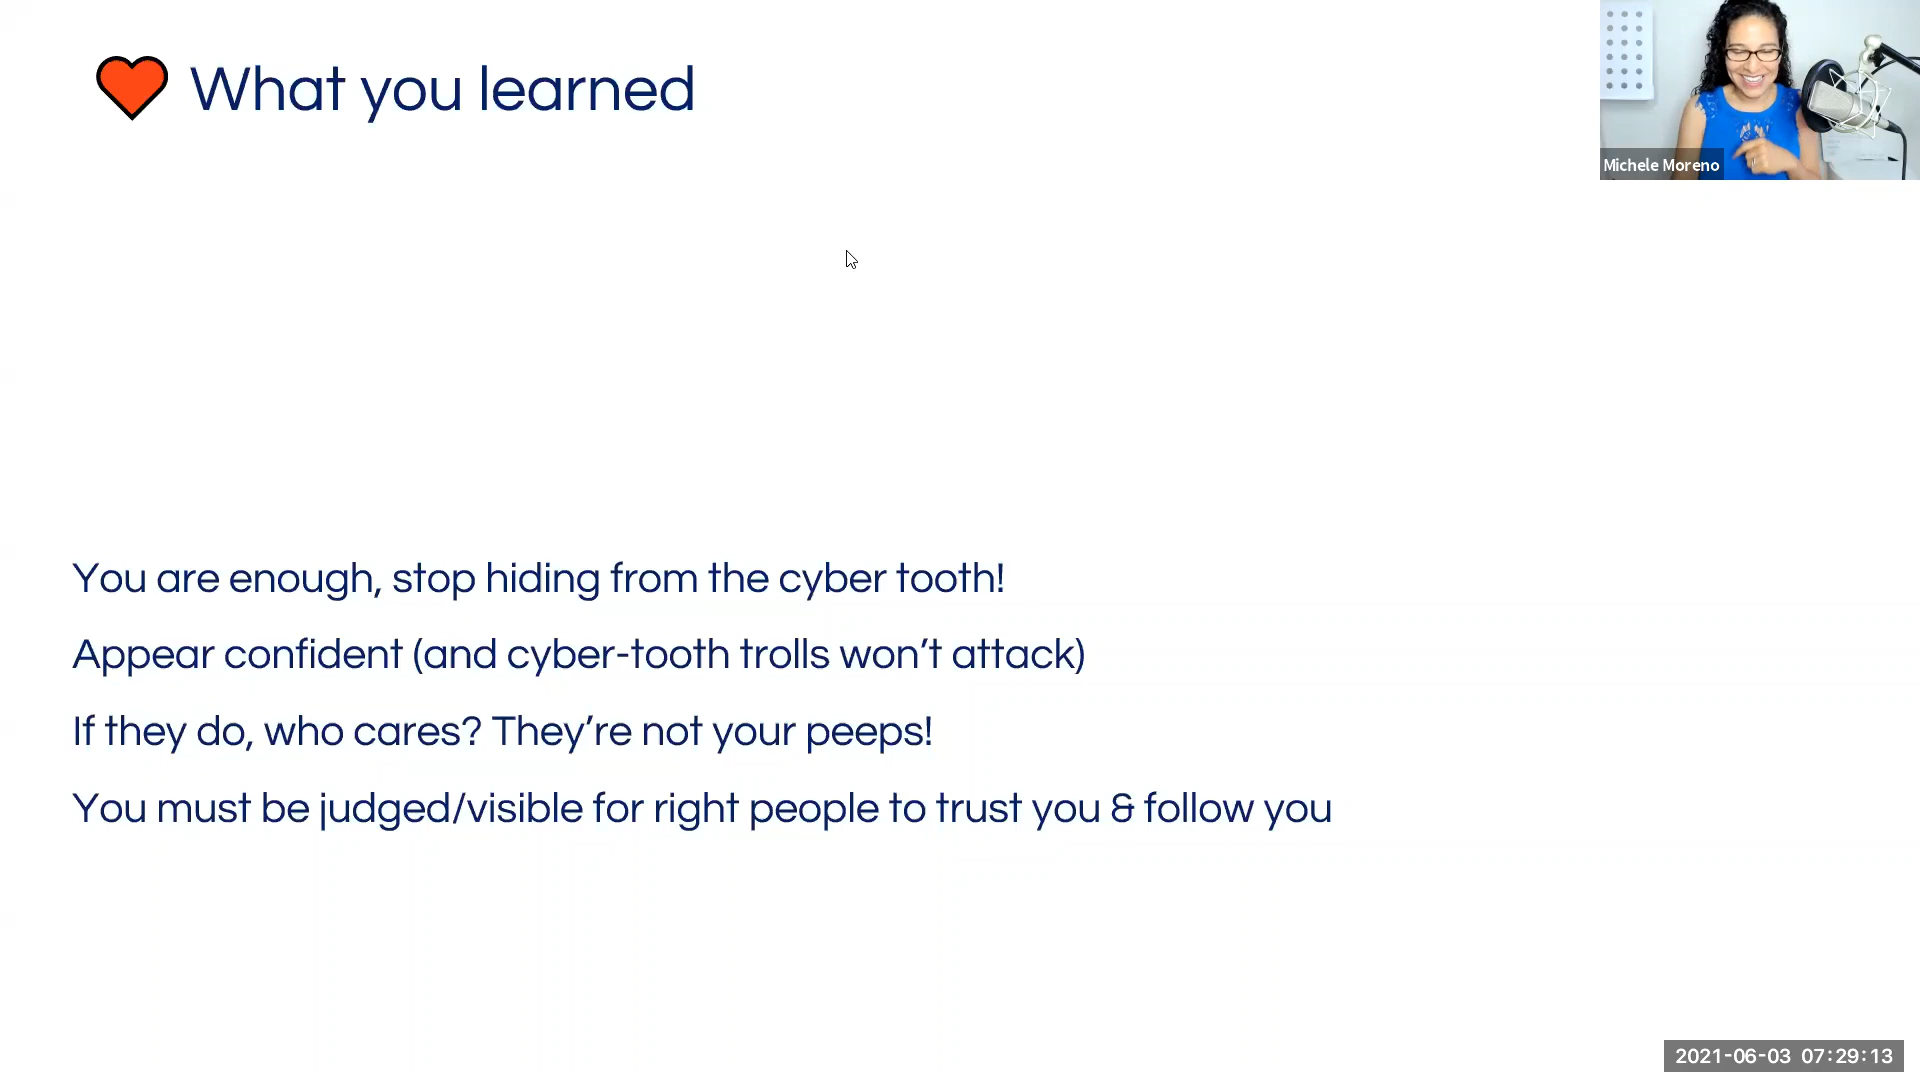 What you learned
Michele Moreno
You are enough, stop hiding from the cyber tooth!
Appear confident (and cyber-tooth trolls won’t attack)
If they do, who cares? They’re not your peeps!
You must be judged/visible for right people to trust you & follow you
2021-06-03 07:29:13